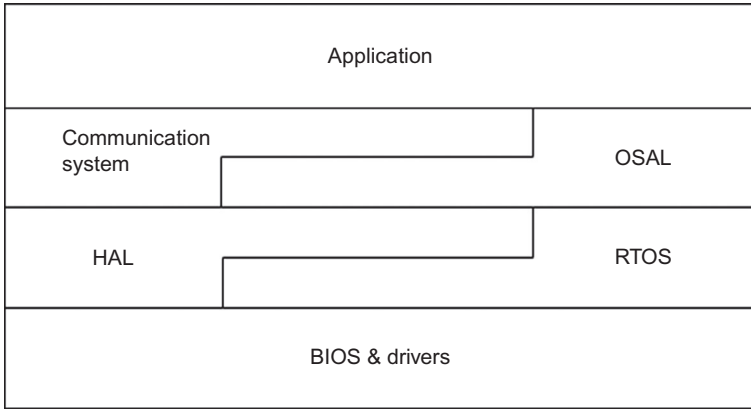 Application
Communication
system
OSAL
HAL
RTOS
BIOS & drivers